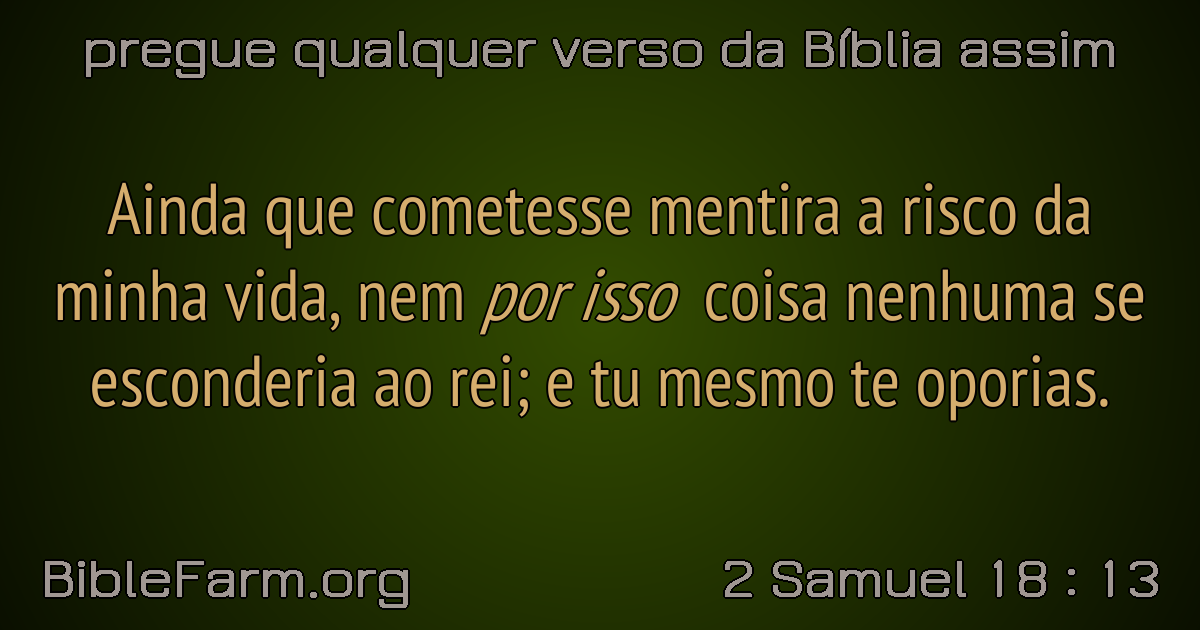 pregue qualquer verso da Bíblia assim
Ainda que cometesse mentira a risco da
minha vida, nem por isso coisa nenhuma se
esconderia ao rei; e tu mesmo te oporias.
BibleFarm.org
2 Samuel 18 : 13